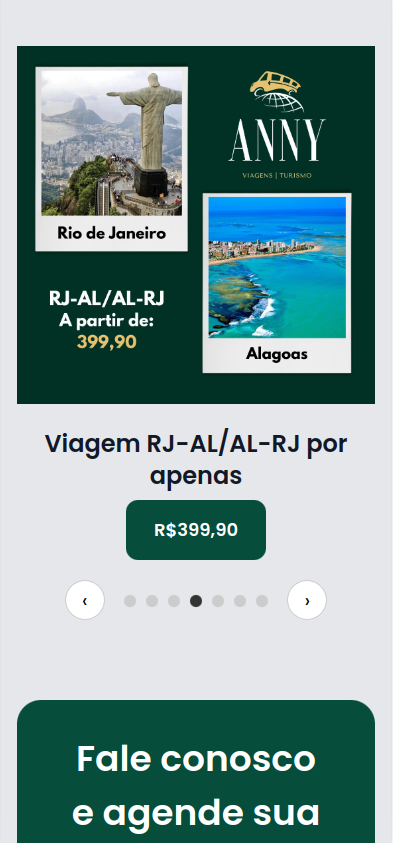 Rio de Janeiro
ANNY
VIAGENS | TURISMO
RJ-AL/AL-RJ
A partir de:
399,90
Alagoas
Viagem RJ-AL/AL-RJ por
apenas
R$399,90
‹ ›
Fale conosco
e agende sua